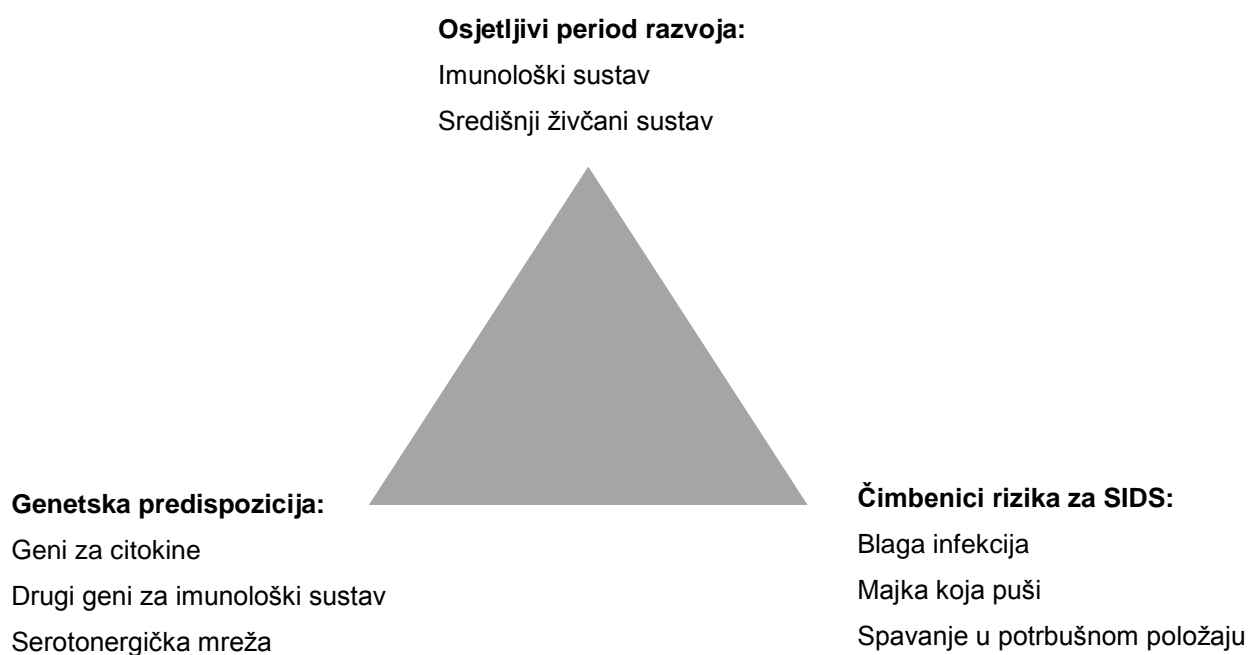 Osjetljivi period razvoja:
Imunološki sustav
Središnji živčani sustav
Genetska predispozicija:
Geni za citokine
Drugi geni za imunološki sustav
Serotonergička mreža
Čimbenici rizika za SIDS:
Blaga infekcija
Majka koja puši
Spavanje u potrbušnom položaju